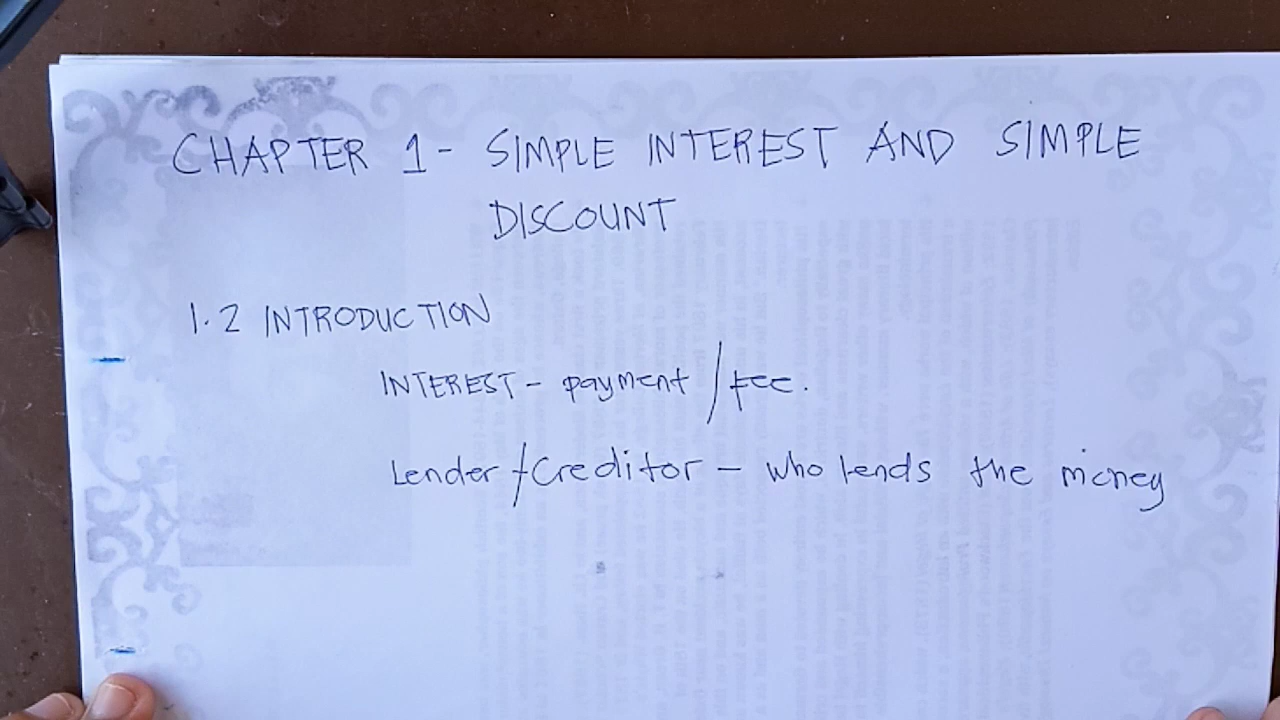 CHAPTER 1- SIMPLE INTEREST AND SIMPLE
DISCOUNT
1.2 INTRODUCTION
INTEREST - payment / fee.
Lender / Creditor - who lends the money